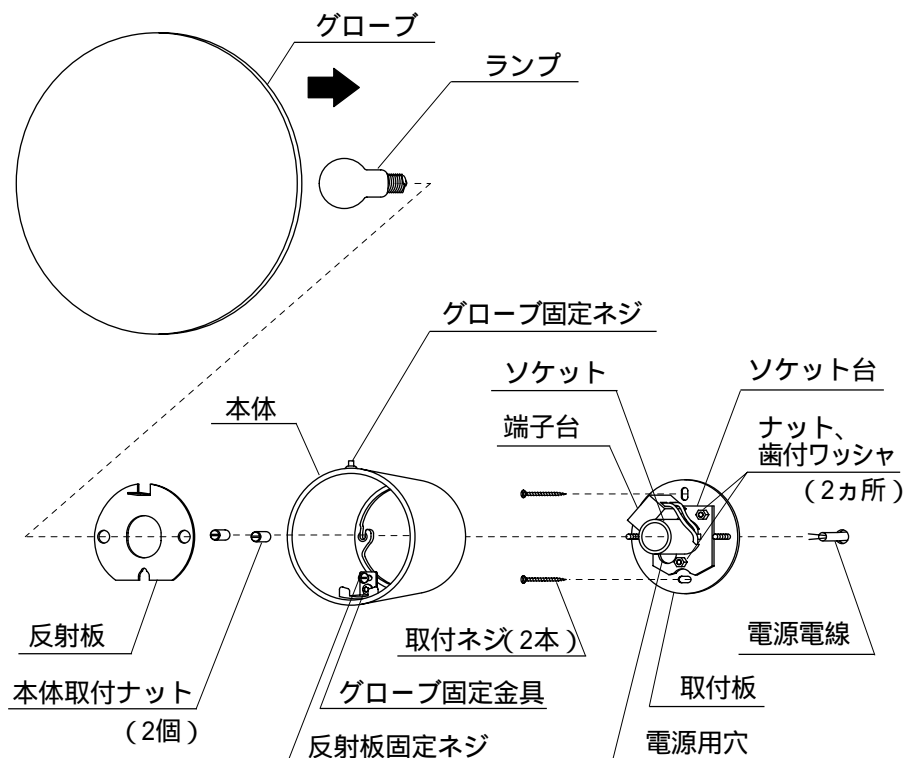 グローブ
ランプ
グローブ固定ネジ
ソケット
ソケット台
本体
端子台
ナット、
歯付ワッシャ
(2ヵ所)
反射板
取付ネジ(2本)
電源電線
本体取付ナット
(2個)
グローブ固定金具
取付板
反射板固定ネジ
電源用穴